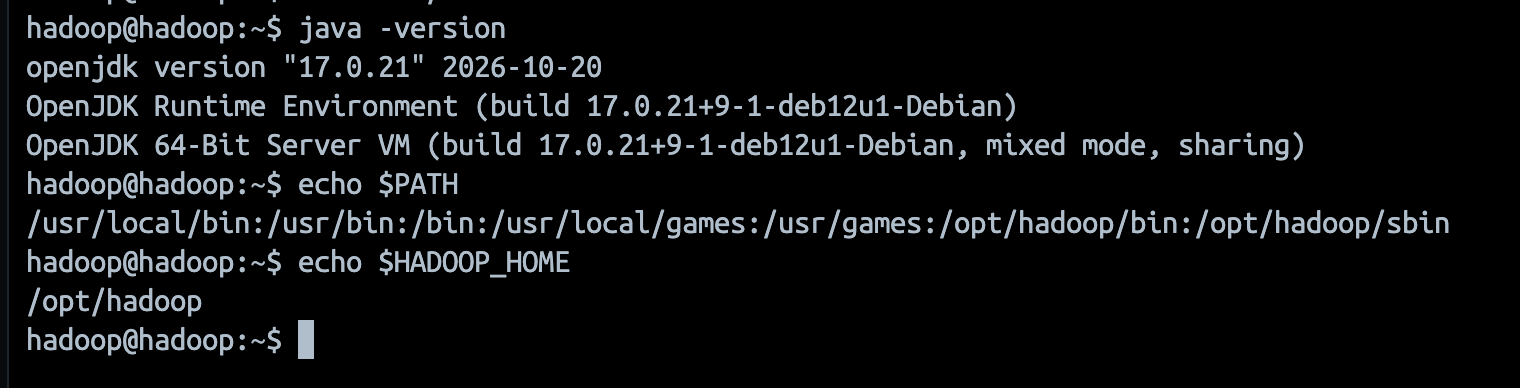 hadoop@hadoop:~$ java -version
openjdk version "17.0.21" 2026-10-20
OpenJDK Runtime Environment (build 17.0.21+9-1-deb12u1-Debian)
OpenJDK 64-Bit Server VM (build 17.0.21+9-1-deb12u1-Debian, mixed mode, sharing)
hadoop@hadoop:~$ echo $PATH
/usr/local/bin:/usr/bin:/bin:/usr/local/games:/usr/games:/opt/hadoop/bin:/opt/hadoop/sbin
hadoop@hadoop:~$ echo $HADOOP_HOME
/opt/hadoop
hadoop@hadoop:~$